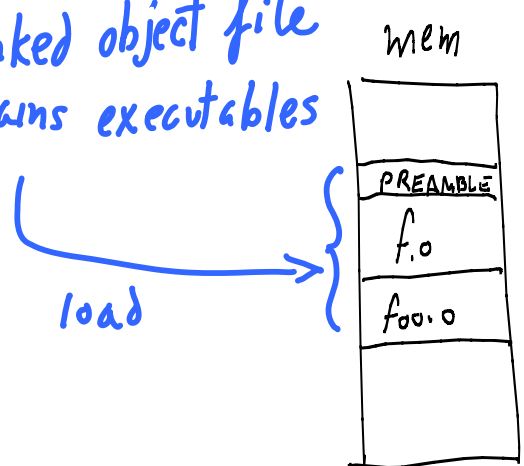 ked object file
mem
ains executables
PREAMBLE
f.o
foo.o
load